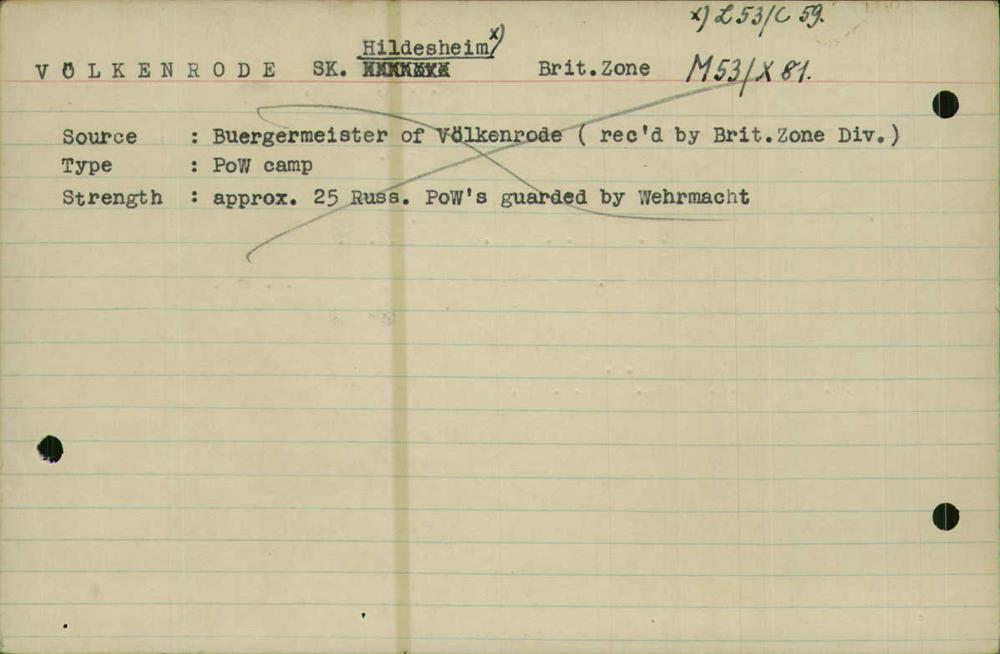 x) L53/C 59.
Hildesheim x)
VÖLKENRODE SK. Brit.Zone M53/X 81.
Source : Buergermeister of Völkenrode ( rec'd by Brit.Zone Div.)
Type : PoW camp
Strength : approx. 25 Russ. PoW's guarded by Wehrmacht